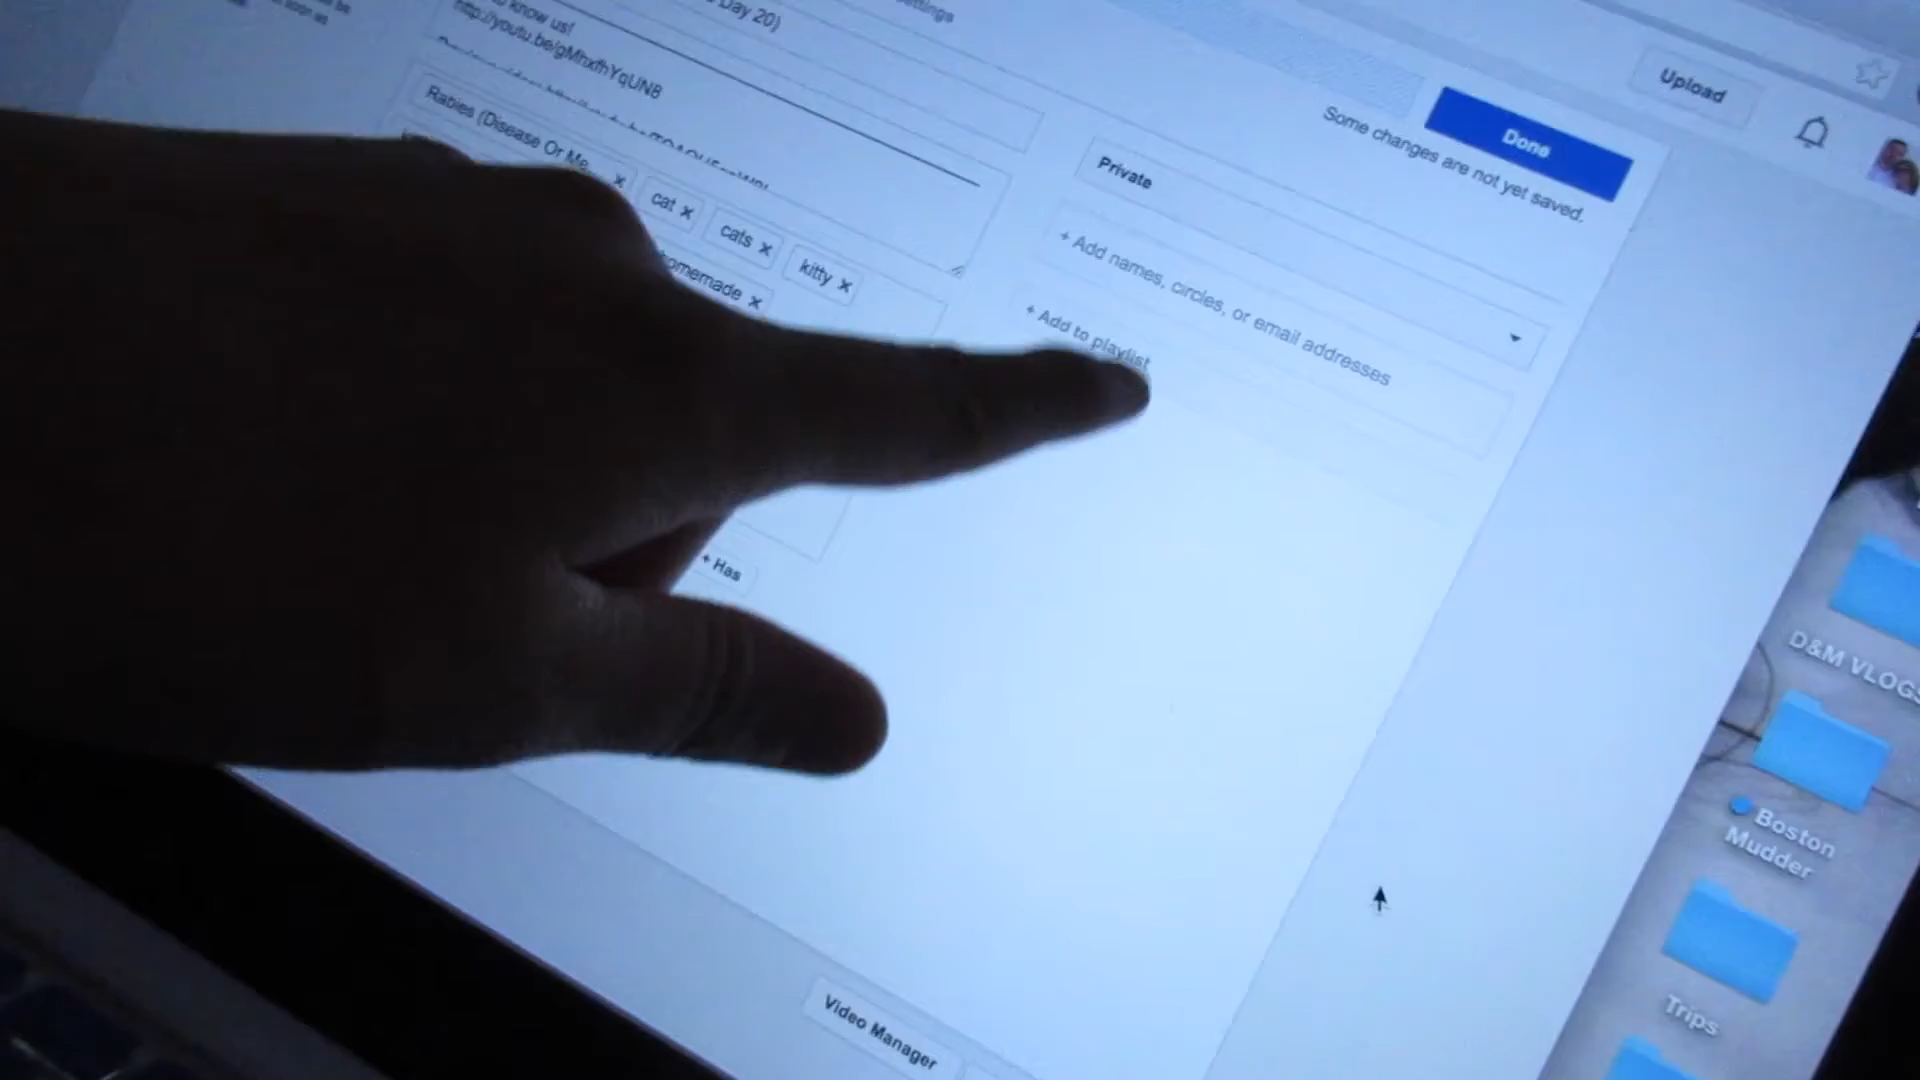 Settings
Day 20)
know us!
http://youtu.be/gMhxfhYqUN8
Rabies (Disease Or Me
cat ×
cats ×
kitty ×
homemade ×
+ Has
Upload
Done
Some changes are not yet saved.
Private
+ Add names, circles, or email addresses
+ Add to playlist
Video Manager
D&M VLOGS
Boston
Mudder
Trips